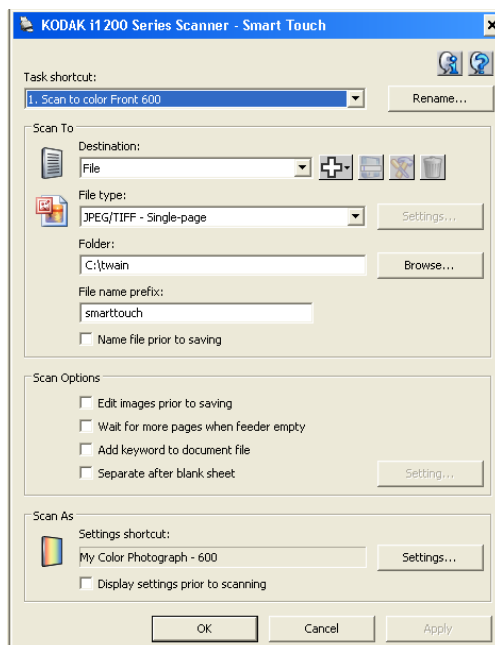 KODAK i1200 Series Scanner - Smart Touch
Task shortcut:
1. Scan to color Front 600
Rename...
Scan To
Destination:
File
File type:
JPEG/TIFF - Single-page
Settings...
Folder:
C:\twain
Browse...
File name prefix:
smarttouch
Name file prior to saving
Scan Options
Edit images prior to saving
Wait for more pages when feeder empty
Add keyword to document file
Separate after blank sheet
Setting...
Scan As
Settings shortcut:
My Color Photograph - 600
Settings...
Display settings prior to scanning
OK
Cancel
Apply